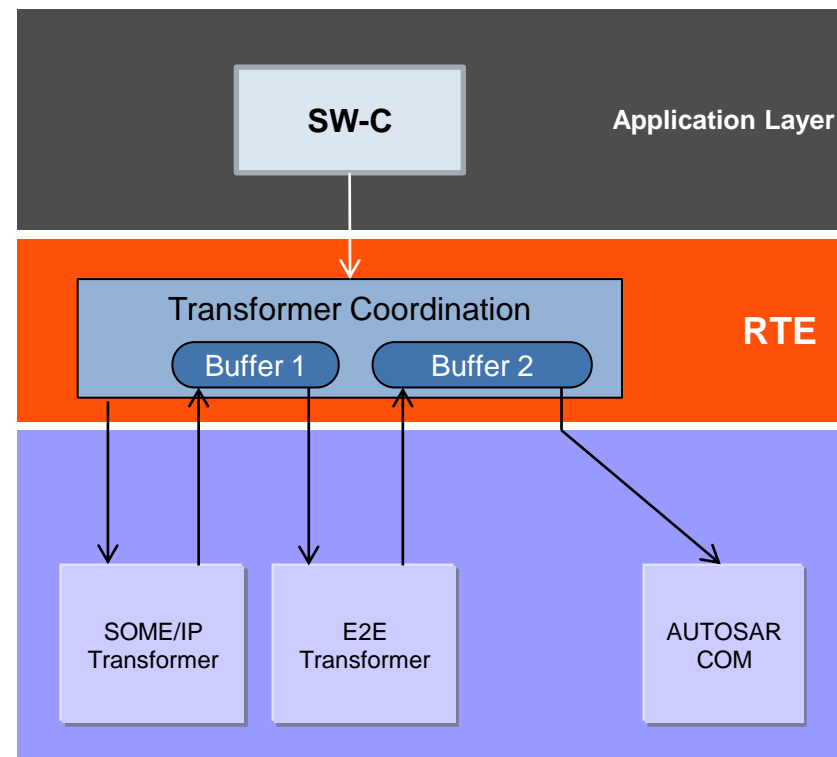 SW-C
Application Layer
Transformer Coordination
RTE
Buffer 1
Buffer 2
SOME/IP
Transformer
E2E
Transformer
AUTOSAR
COM